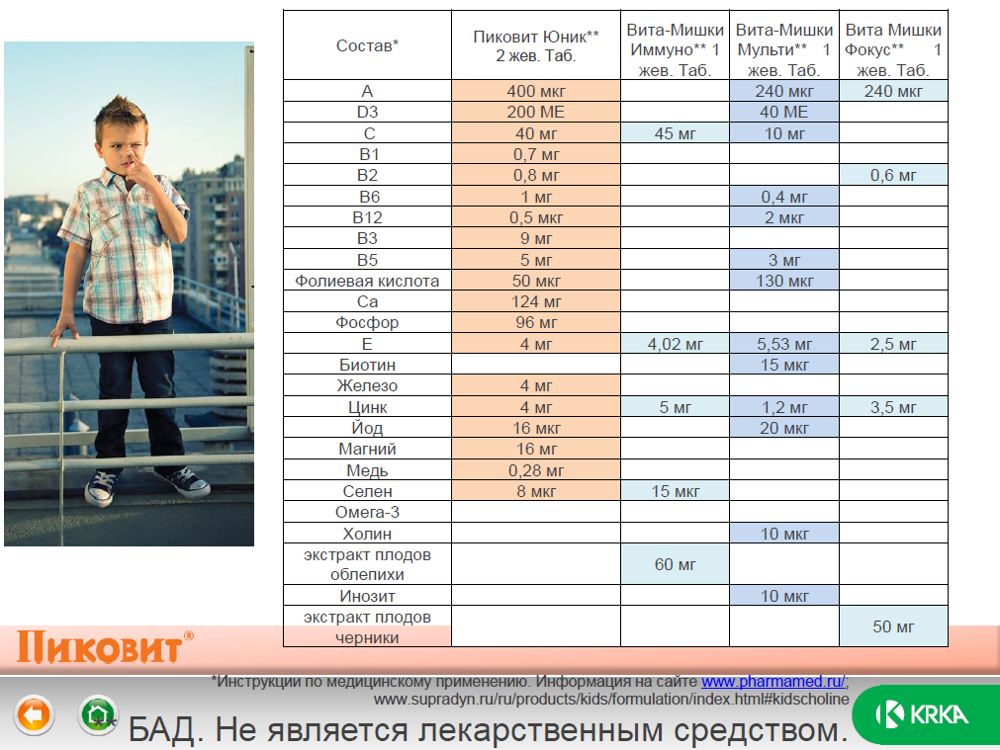 Состав*
Пиковит Юник**
2 жев. Таб.
Вита-Мишки
Иммуно** 1
жев. Таб.
Вита-Мишки
Мульти** 1
жев. Таб.
Вита Мишки
Фокус** 1
жев. Таб.
A 400 мкг 240 мкг 240 мкг
D3 200 МЕ 40 МЕ
C 40 мг 45 мг 10 мг
B1 0,7 мг
B2 0,8 мг 0,6 мг
B6 1 мг 0,4 мг
B12 0,5 мкг 2 мкг
B3 9 мг
B5 5 мг 3 мг
Фолиевая кислота 50 мкг 130 мкг
Ca 124 мг
Фосфор 96 мг
E 4 мг 4,02 мг 5,53 мг 2,5 мг
Биотин 15 мкг
Железо 4 мг
Цинк 4 мг 5 мг 1,2 мг 3,5 мг
Йод 16 мкг 20 мкг
Магний 16 мг
Медь 0,28 мг
Селен 8 мкг 15 мкг
Омега-3
Холин 10 мкг
экстракт плодов
облепихи
60 мг
Инозит 10 мкг
экстракт плодов
черники
50 мг
Пиковит®
*Инструкции по медицинскому применению. Информация на сайте www.pharmamed.ru/;
www.supradyn.ru/ru/products/kids/formulation/index.html#kidscholine
** БАД. Не является лекарственным средством.
KRKA